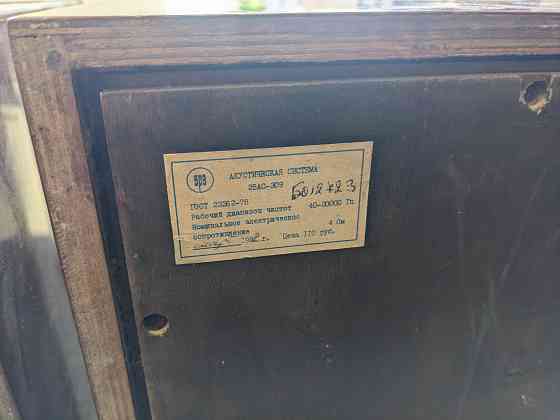 АКУСТИЧЕСКАЯ СИСТЕМА
25АС-309
ГОСТ 23262-78
Рабочий диапазон частот 40-20000 Гц
Номинальное электрическое
сопротивление 4 Ом
Цена 170 руб.